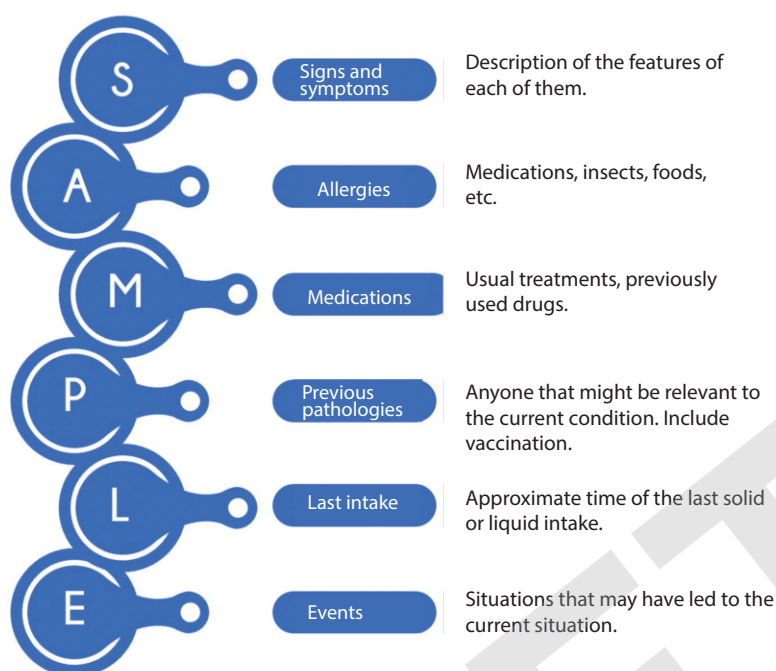 S
Signs and
symptoms
Description of the features of
each of them.
A
Allergies
Medications, insects, foods,
etc.
M
Medications
Usual treatments, previously
used drugs.
P
Previous
pathologies
Anyone that might be relevant to
the current condition. Include
vaccination.
L
Last intake
Approximate time of the last solid
or liquid intake.
E
Events
Situations that may have led to the
current situation.